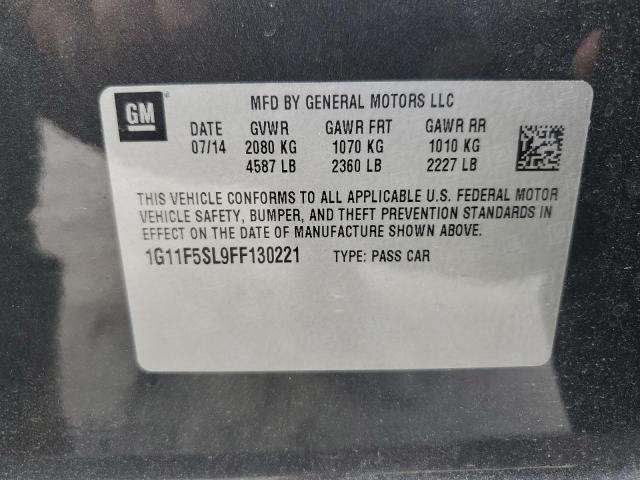 GM
MFD BY GENERAL MOTORS LLC
DATE GVWR GAWR FRT GAWR RR
07/14 2080 KG 1070 KG 1010 KG
4587 LB 2360 LB 2227 LB
THIS VEHICLE CONFORMS TO ALL APPLICABLE U.S. FEDERAL MOTOR
VEHICLE SAFETY, BUMPER, AND THEFT PREVENTION STANDARDS IN
EFFECT ON THE DATE OF MANUFACTURE SHOWN ABOVE.
1G11F5SL9FF130221 TYPE: PASS CAR